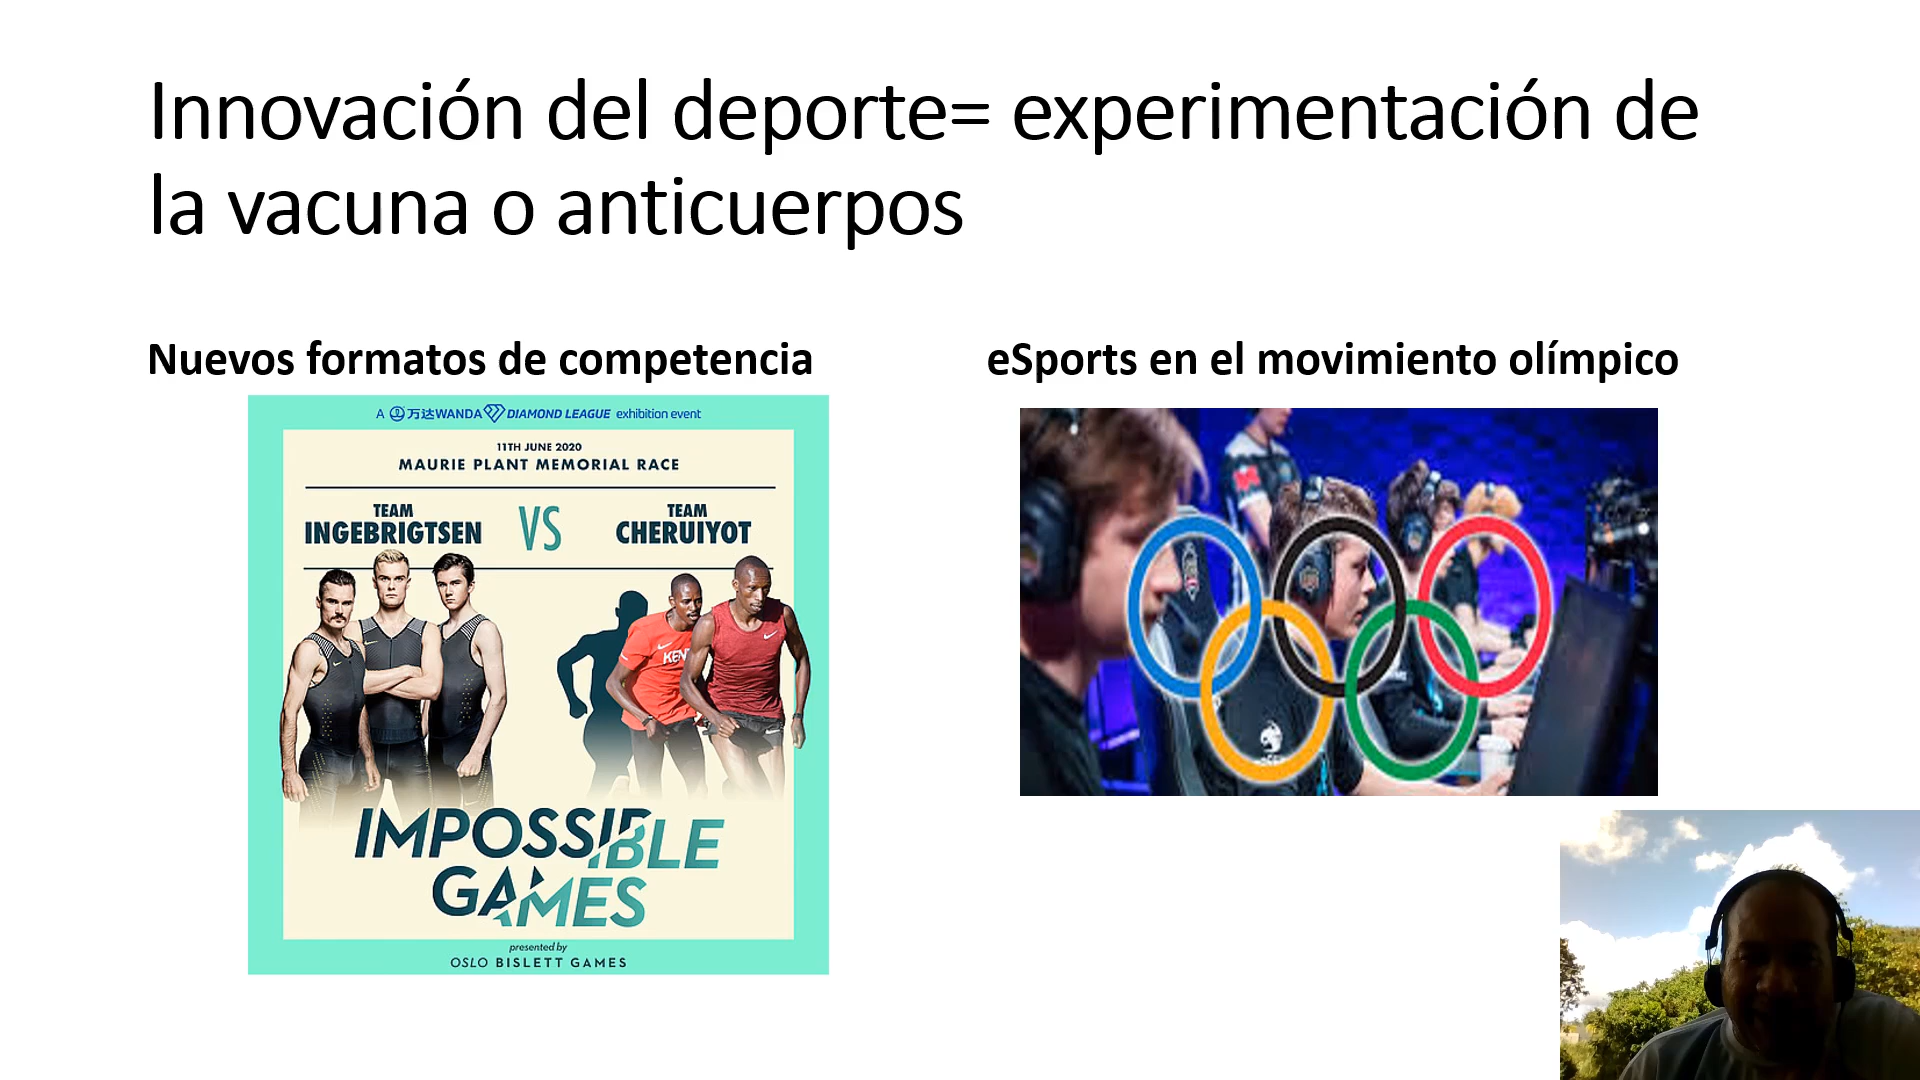 Innovación del deporte= experimentación de
la vacuna o anticuerpos
Nuevos formatos de competencia
A 万达WANDA DIAMOND LEAGUE exhibition event
11TH JUNE 2020
MAURIE PLANT MEMORIAL RACE
TEAM
INGEBRIGTSEN
VS
TEAM
CHERUIYOT
KEN
IMPOSSIBLE
GAMES
presented by
OSLO BISLETT GAMES
eSports en el movimiento olímpico